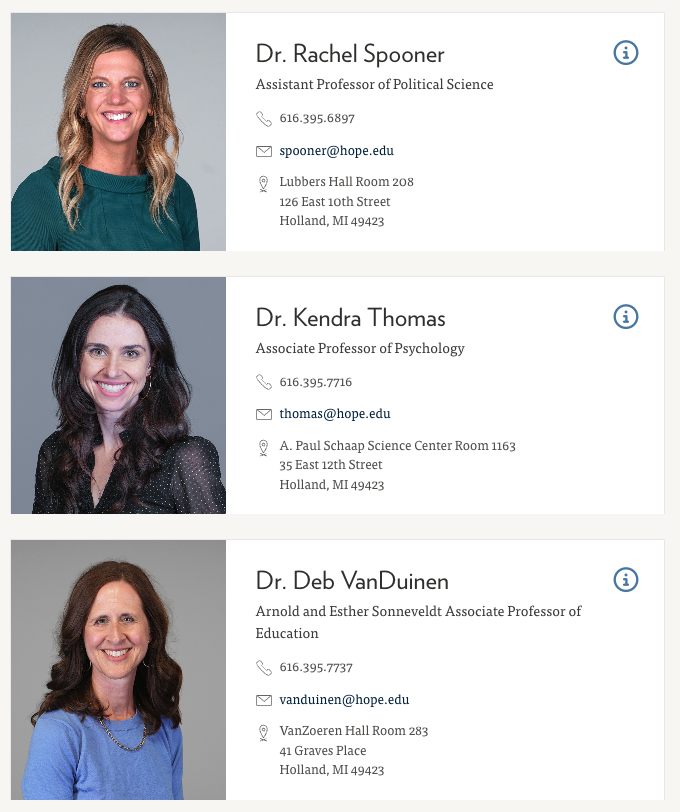 Dr. Rachel Spooner
Assistant Professor of Political Science
616.395.6897
spooner@hope.edu
Lubbers Hall Room 208
126 East 10th Street
Holland, MI 49423
Dr. Kendra Thomas
Associate Professor of Psychology
616.395.7716
thomas@hope.edu
A. Paul Schaap Science Center Room 1163
35 East 12th Street
Holland, MI 49423
Dr. Deb VanDuinen
Arnold and Esther Sonneveldt Associate Professor of
Education
616.395.7737
vanduinen@hope.edu
VanZoeren Hall Room 283
41 Graves Place
Holland, MI 49423